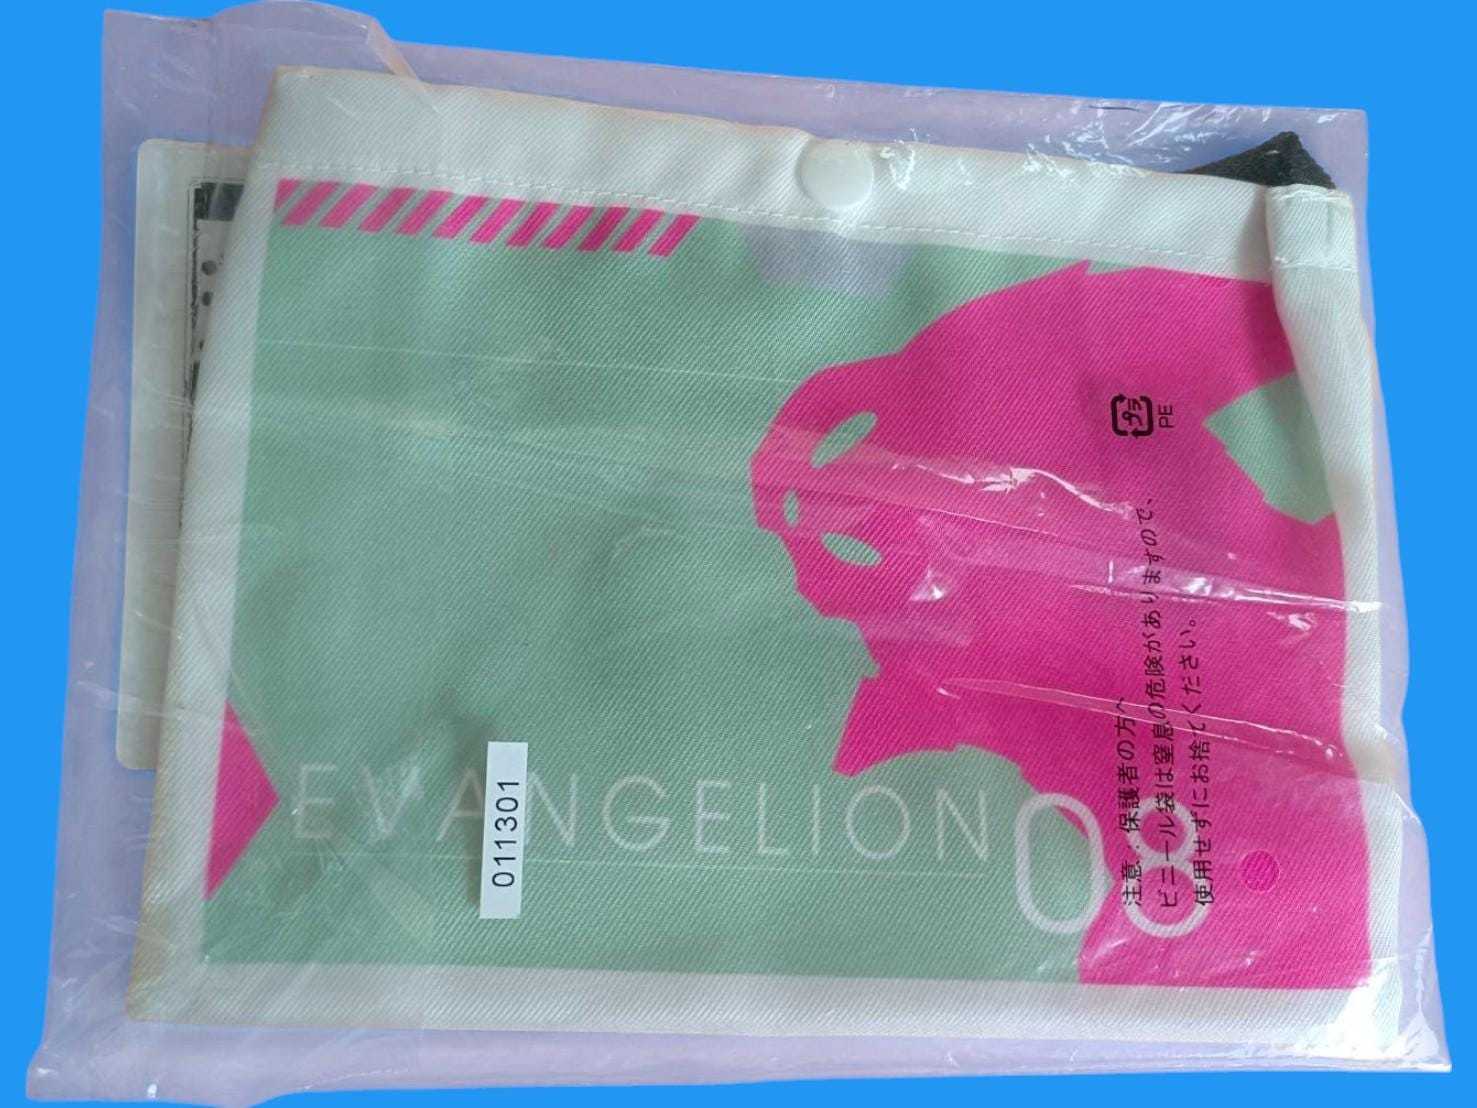 EVANGELION 08
011301
プラ
PE
注意：保護者の方へ
ビニール袋は窒息の危険がありますので、
使用せずにお捨てください。